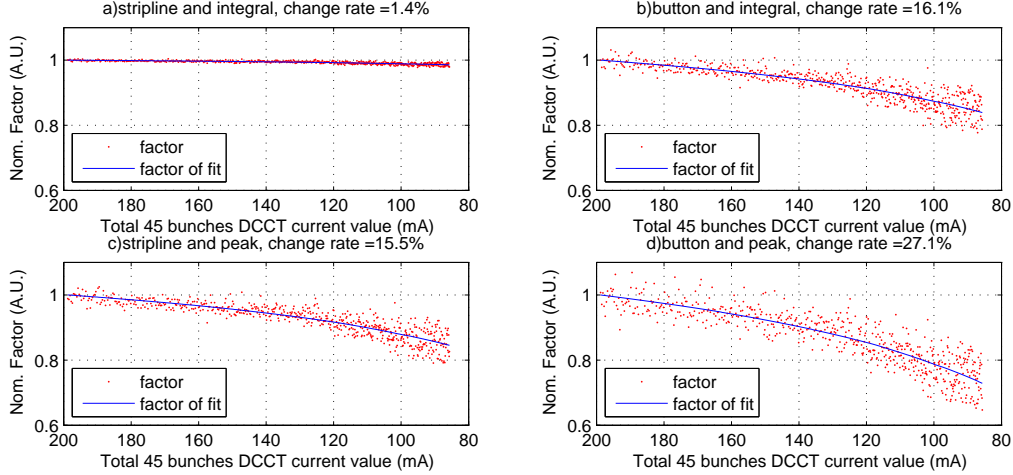 a)stripline and integral, change rate =1.4%
Nom. Factor (A.U.)
1
0.8
0.6
factor
factor of fit
200 180 160 140 120 100 80
Total 45 bunches DCCT current value (mA)
b)button and integral, change rate =16.1%
Nom. Factor (A.U.)
1
0.8
0.6
factor
factor of fit
200 180 160 140 120 100 80
Total 45 bunches DCCT current value (mA)
c)stripline and peak, change rate =15.5%
Nom. Factor (A.U.)
1
0.8
0.6
factor
factor of fit
200 180 160 140 120 100 80
Total 45 bunches DCCT current value (mA)
d)button and peak, change rate =27.1%
Nom. Factor (A.U.)
1
0.8
0.6
factor
factor of fit
200 180 160 140 120 100 80
Total 45 bunches DCCT current value (mA)